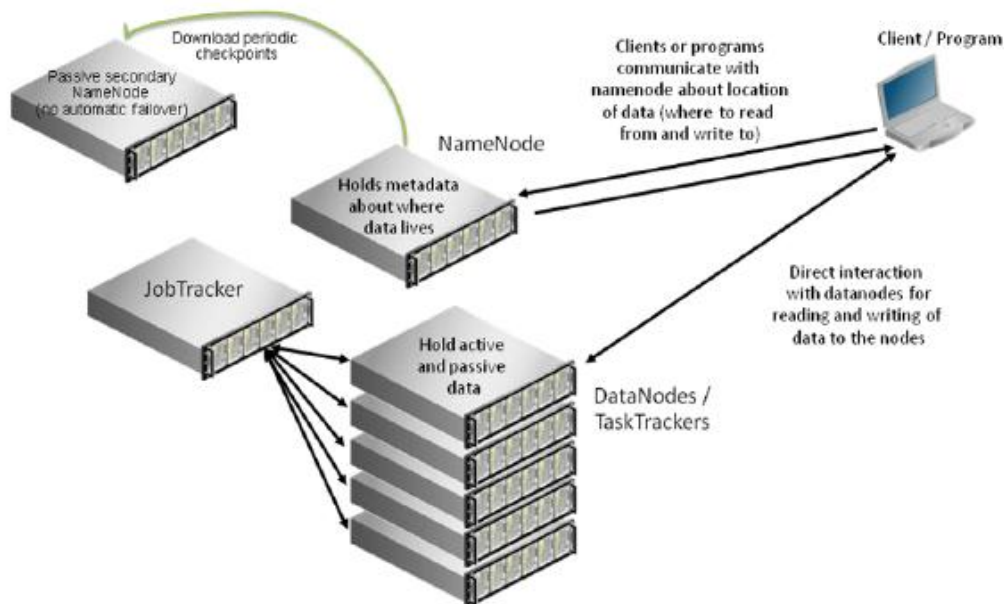 Download periodic
checkpoints
Passive secondary
NameNode
(no automatic failover)
Clients or programs
communicate with
namenode about location
of data (where to read
from and write to)
Client / Program
NameNode
Holds metadata
about where
data lives
JobTracker
Direct interaction
with datanodes for
reading and writing of
data to the nodes
Hold active
and passive
data
DataNodes /
TaskTrackers